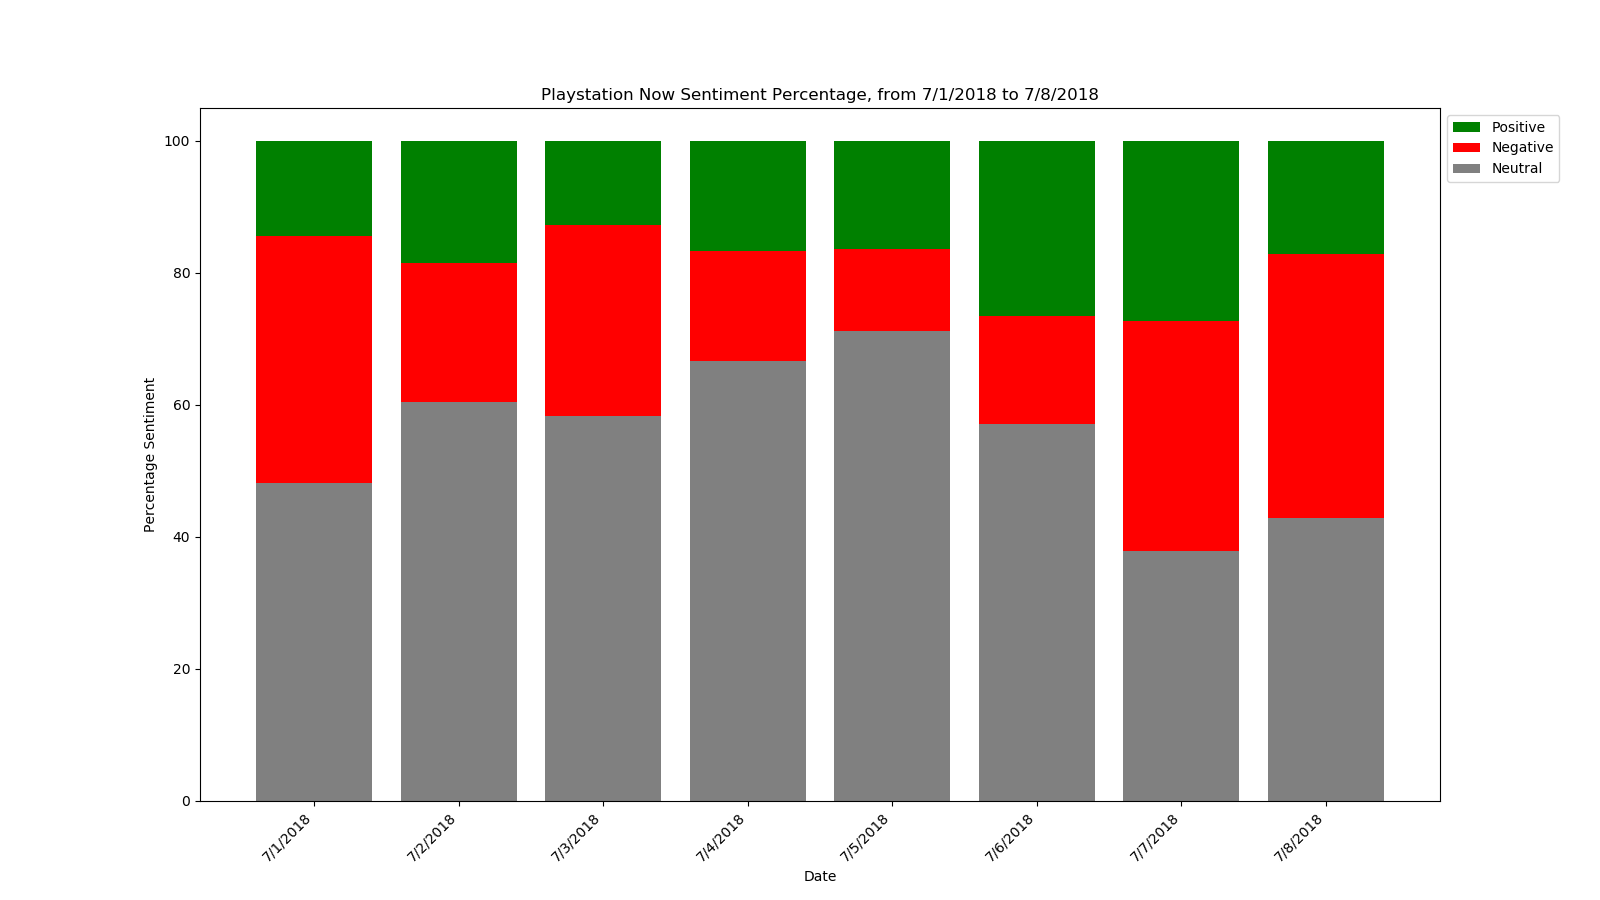 Playstation Now Sentiment Percentage, from 7/1/2018 to 7/8/2018
Positive
Negative
Neutral
Percentage Sentiment
100
80
60
40
20
0
7/1/2018
7/2/2018
7/3/2018
7/4/2018
7/5/2018
7/6/2018
7/7/2018
7/8/2018
Date